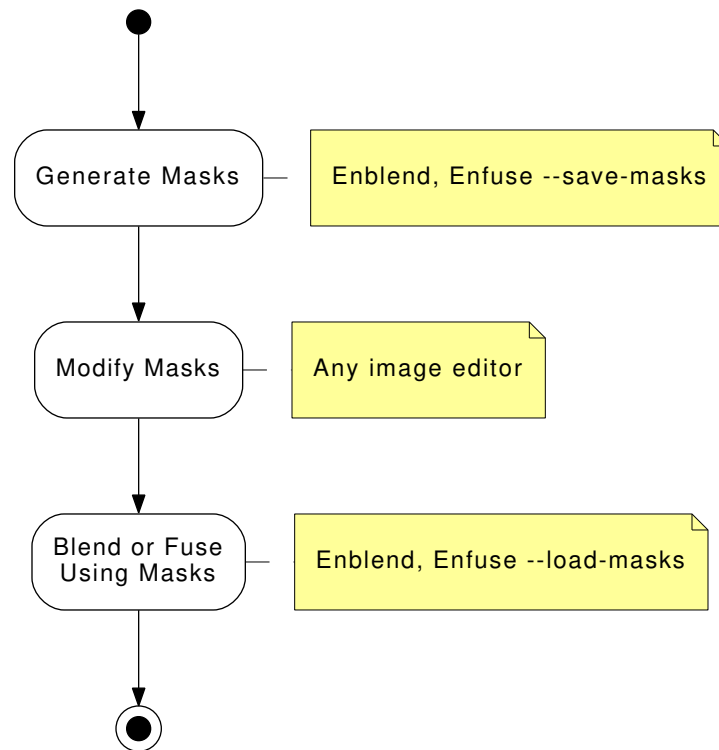 Generate Masks
Enblend, Enfuse --save-masks
Modify Masks
Any image editor
Blend or Fuse
Using Masks
Enblend, Enfuse --load-masks